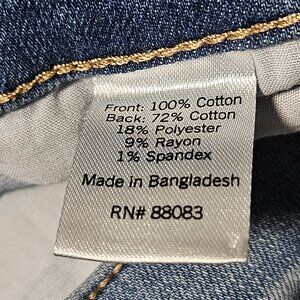 Front: 100% Cotton
Back: 72% Cotton
18% Polyester
9% Rayon
1% Spandex
Made in Bangladesh
RN# 88083